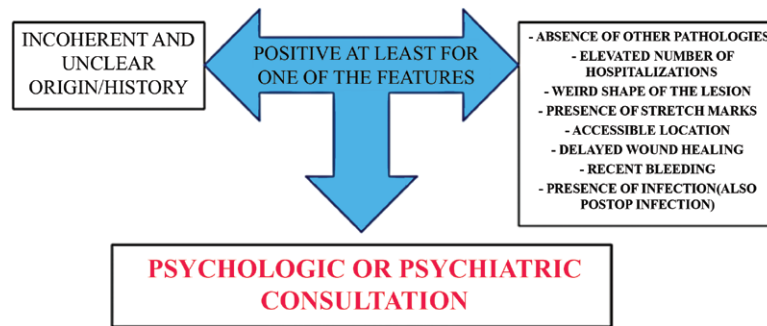 INCOHERENT AND
UNCLEAR
ORIGIN/HISTORY
POSITIVE AT LEAST FOR
ONE OF THE FEATURES
- ABSENCE OF OTHER PATHOLOGIES
- ELEVATED NUMBER OF
HOSPITALIZATIONS
- WEIRD SHAPE OF THE LESION
- PRESENCE OF STRETCH MARKS
- ACCESSIBLE LOCATION
- DELAYED WOUND HEALING
- RECENT BLEEDING
- PRESENCE OF INFECTION(ALSO
POSTOP INFECTION)
PSYCHOLOGIC OR PSYCHIATRIC
CONSULTATION